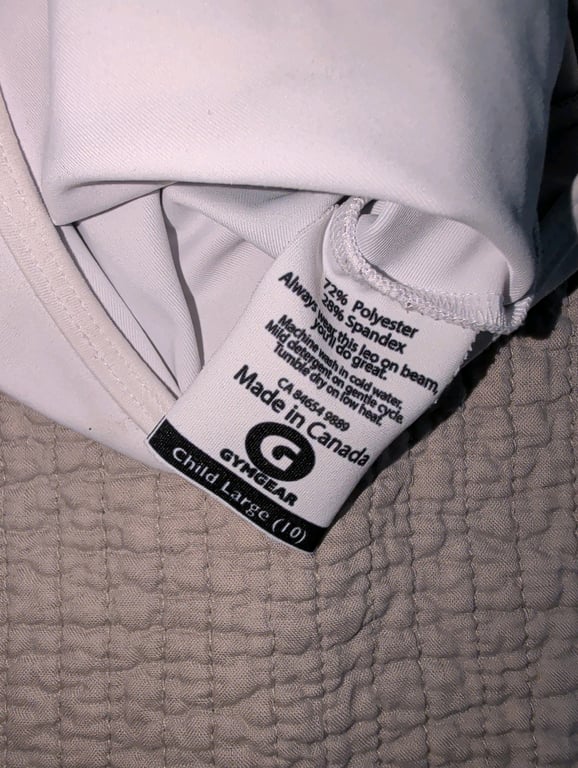 72% Polyester
28% Spandex
Always wear this leo on beam,
you'll do great.
Machine wash in cold water.
Mild detergent on gentle cycle.
Tumble dry on low heat.
CA 84654 9889
Made in Canada
G
GYMGEAR
Child Large (10)